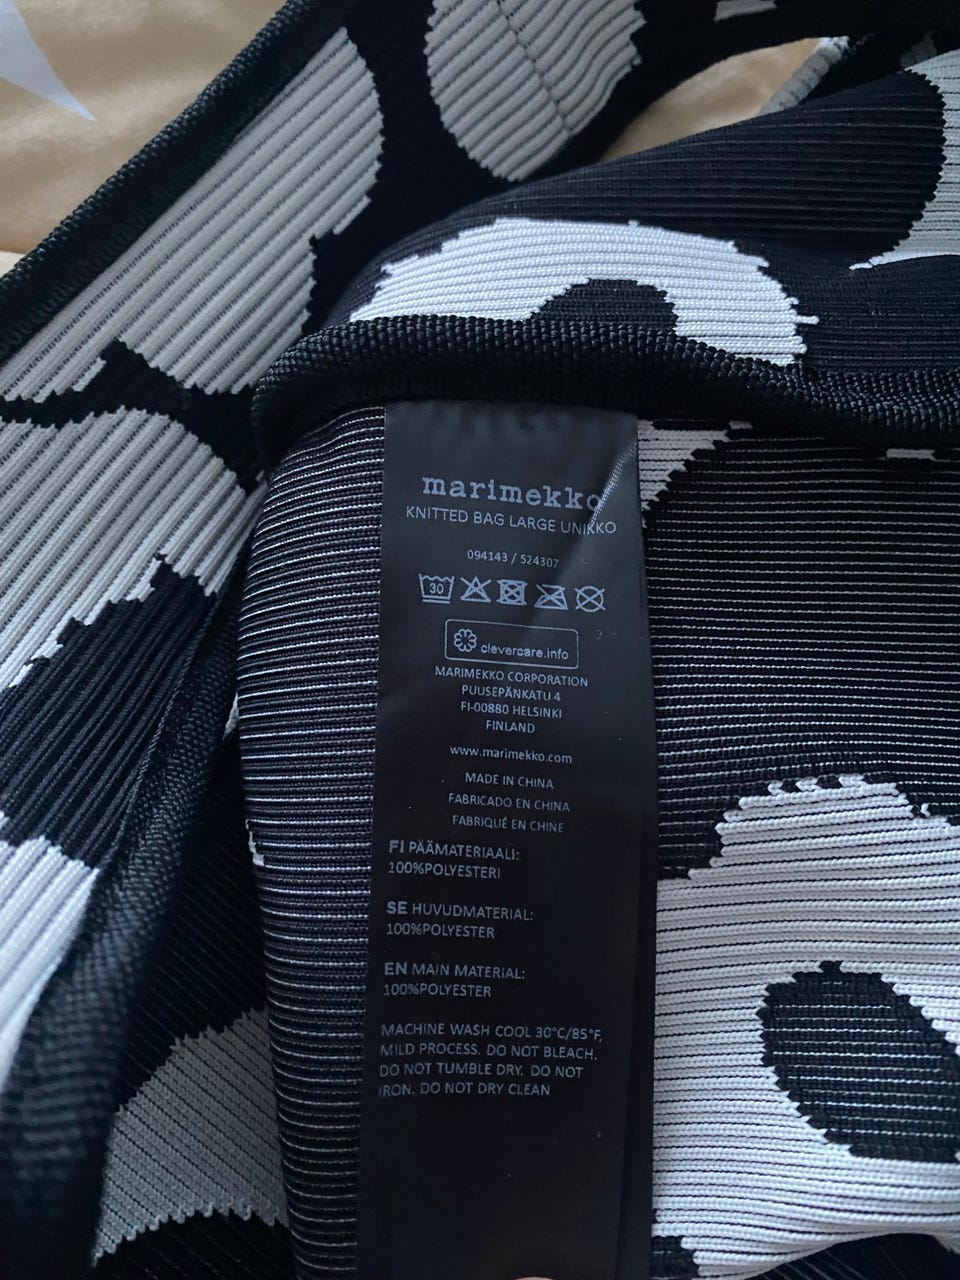 marimekko
KNITTED BAG LARGE UNIKKO
094143 / 524307
30
clevercare.info
MARIMEKKO CORPORATION
PUUSEPÄNKATU 4
FI-00880 HELSINKI
FINLAND
www.marimekko.com
MADE IN CHINA
FABRICADO EN CHINA
FABRIQUÉ EN CHINE
FI PÄÄMATERIAALI:
100%POLYESTERI
SE HUVUDMATERIAL:
100%POLYESTER
EN MAIN MATERIAL:
100%POLYESTER
MACHINE WASH COOL 30°C/85°F,
MILD PROCESS. DO NOT BLEACH.
DO NOT TUMBLE DRY. DO NOT
IRON. DO NOT DRY CLEAN